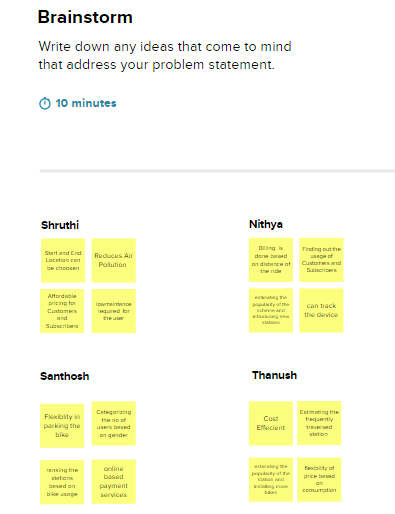 Brainstorm
Write down any ideas that come to mind
that address your problem statement.
10 minutes
Shruthi
Start and End
Location can
be choosen
Reduces Air
Pollution
Affordable
pricing for
Customers
and
Subscribers
lowmaintance
required for
the user
Nithya
Billing is
done based
on distance of
the ride
Finding out the
usage of
Customers and
Subscribers
estimating the
popularity of the
scheme and
introducing new
stations
can track
the device
Santhosh
Flexiblity in
parking the
bike
Categorizing
the no of
users based
on gender
ranking the
stations
based on
bike usage
online
based
payment
services
Thanush
Cost
Effecient
Estimating the
frequently
traversed
station
estimating the
popularity of the
station and
installing more
bikes
flexibility of
price based
on
consumption